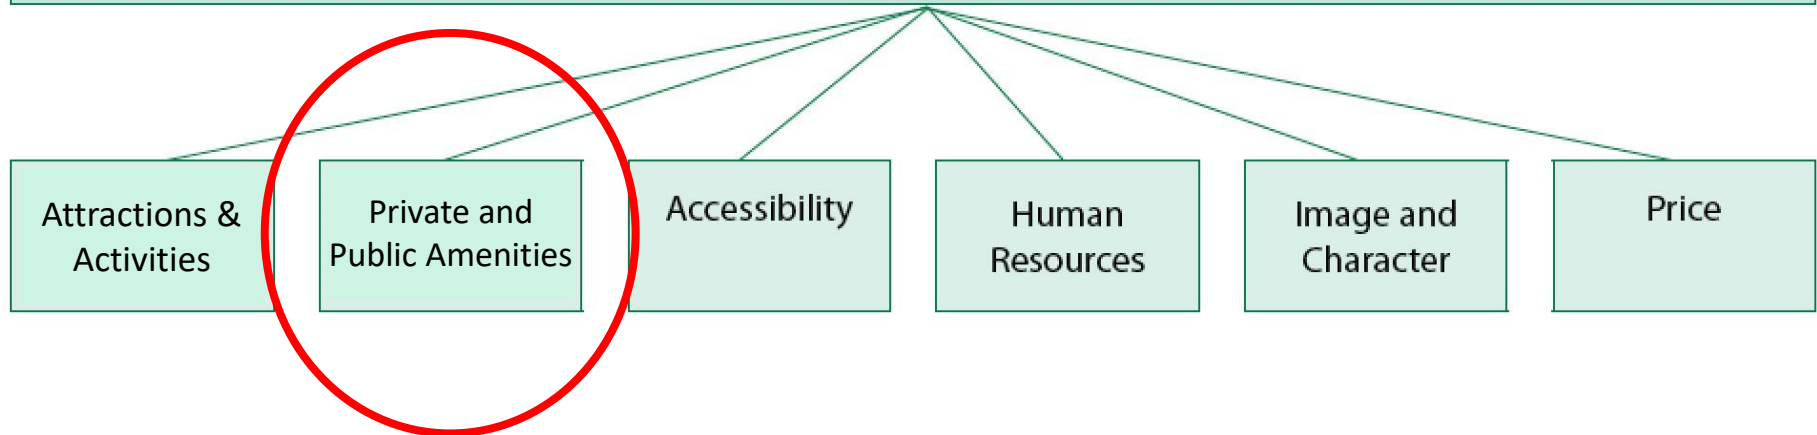 Attractions &
Activities
Private and
Public Amenities
Accessibility
Human
Resources
Image and
Character
Price